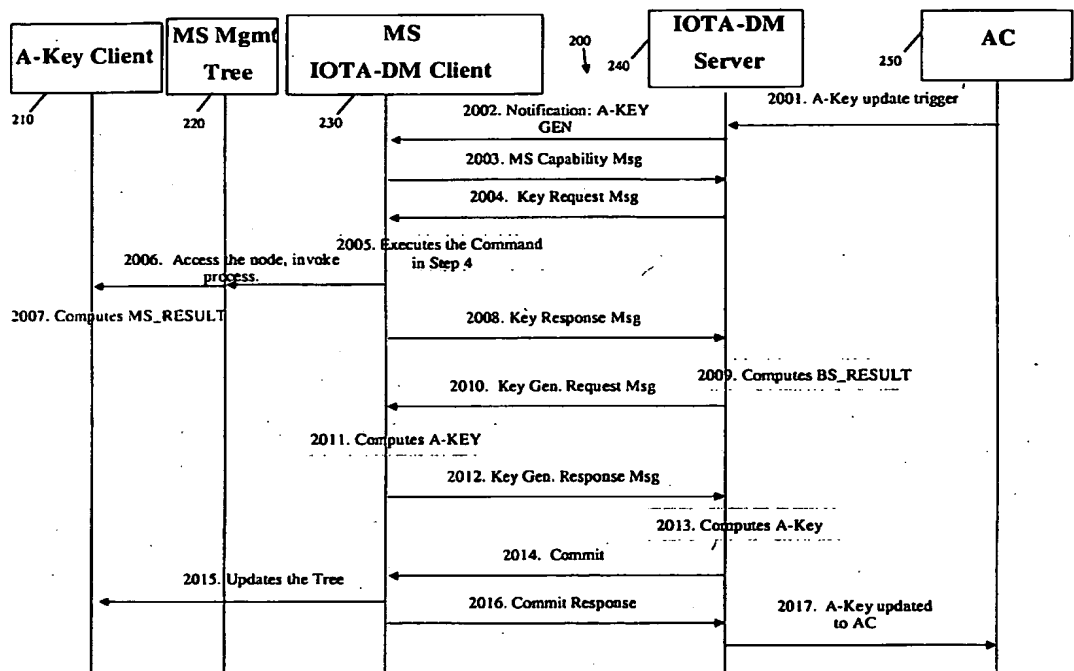 A-Key Client
MS Mgmt
Tree
MS
IOTA-DM Client
200
IOTA-DM
Server
AC
210
220
230
240
250
2001. A-Key update trigger
2002. Notification: A-KEY
GEN
2003. MS Capability Msg
2004. Key Request Msg
2005. Executes the Command
in Step 4
2006. Access the node, invoke
process.
2007. Computes MS_RESULT
2008. Key Response Msg
2009. Computes BS_RESULT
2010. Key Gen. Request Msg
2011. Computes A-KEY
2012. Key Gen. Response Msg
2013. Computes A-Key
2014. Commit
2015. Updates the Tree
2016. Commit Response
2017. A-Key updated
to AC